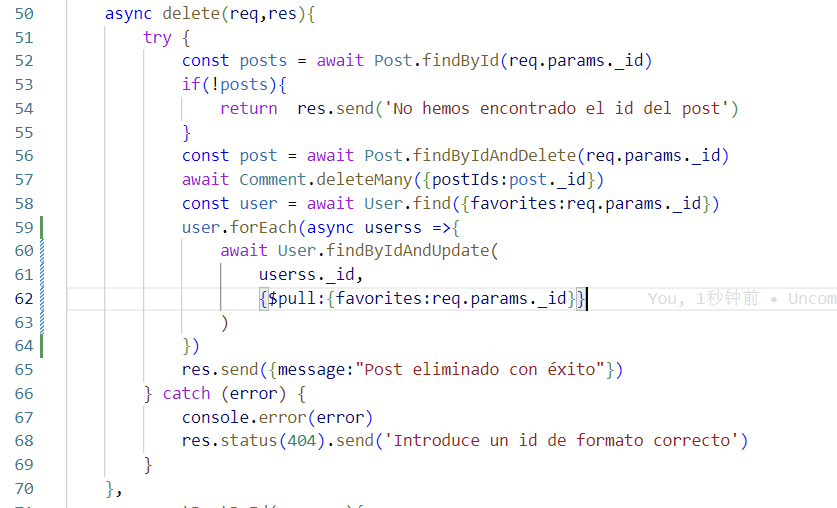 50 async delete(req,res){
51 try {
52 const posts = await Post.findById(req.params._id)
53 if(!posts){
54 return  res.send('No hemos encontrado el id del post')
55 }
56 const post = await Post.findByIdAndDelete(req.params._id)
57 await Comment.deleteMany({postIds:post._id})
58 const user = await User.find({favorites:req.params._id})
59 user.forEach(async userss =>{
60 await User.findByIdAndUpdate(
61 userss._id,
62 {$pull:{favorites:req.params._id}} You, 1秒钟前 • Uncom
63 )
64 })
65 res.send({message:"Post eliminado con éxito"})
66 } catch (error) {
67 console.error(error)
68 res.status(404).send('Introduce un id de formato correcto')
69 }
70 },